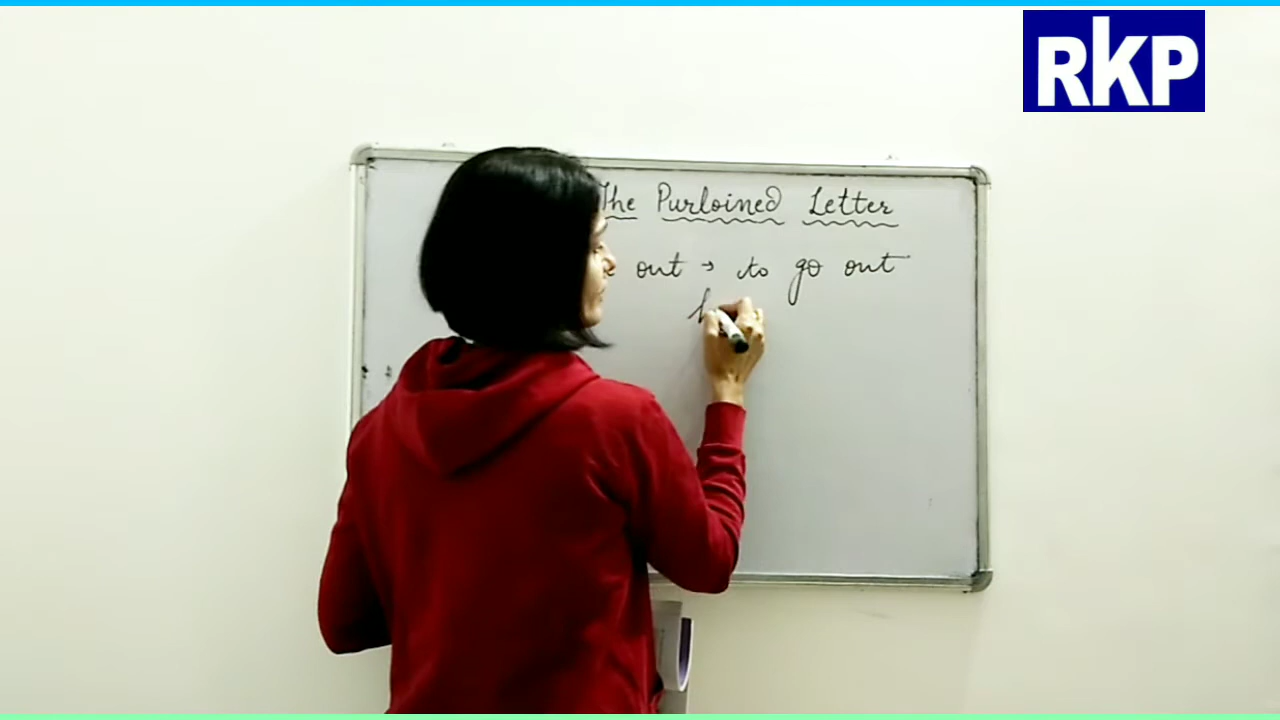 RKP
The Purloined Letter
out → to go out